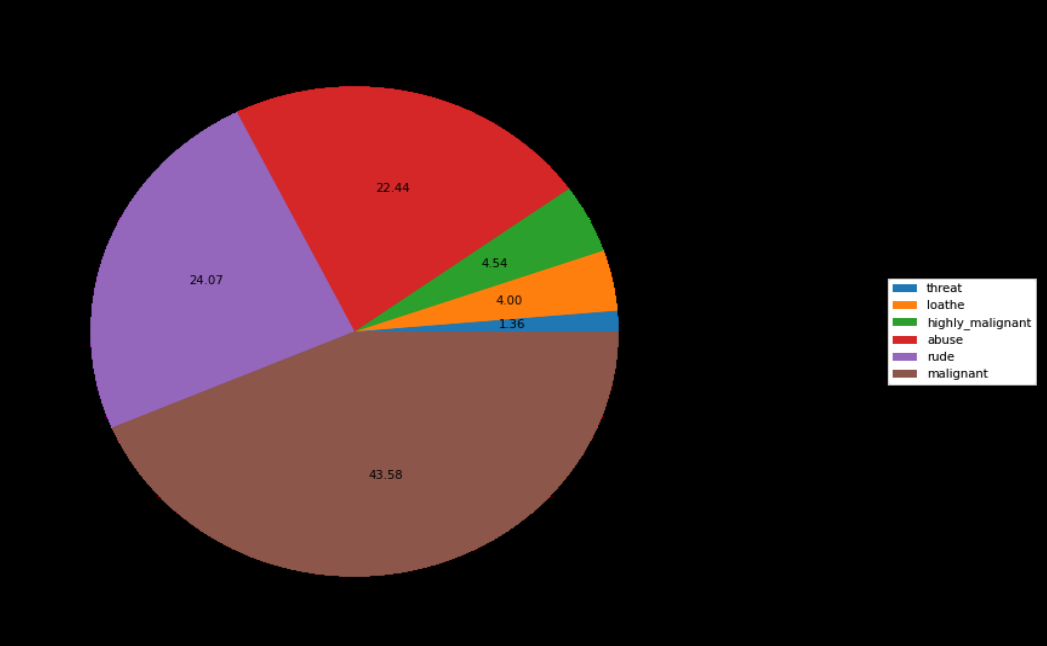 22.44
24.07
4.54
4.00
1.36
43.58
threat
loathe
highly_malignant
abuse
rude
malignant